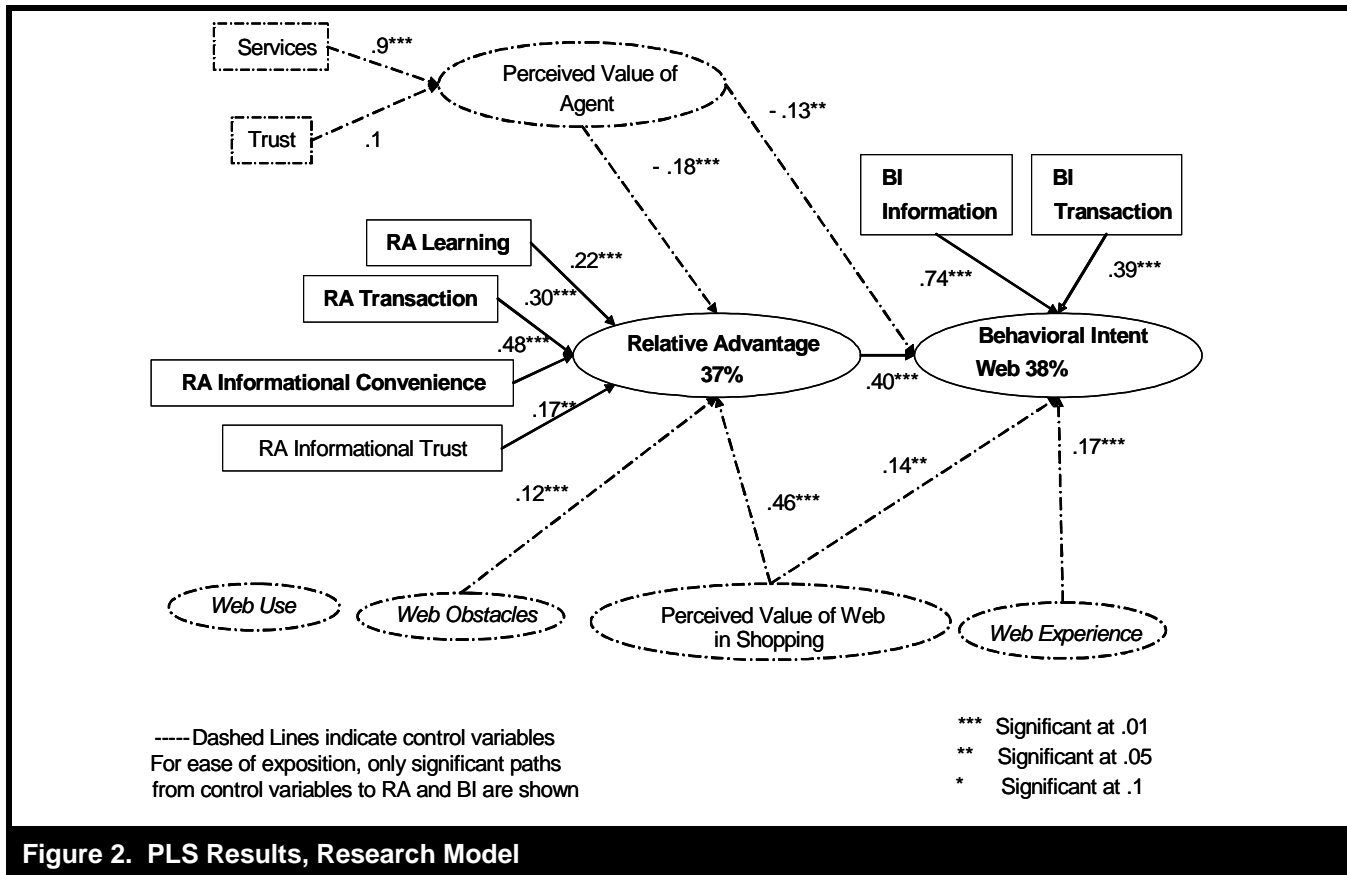 Services
.9***
Perceived Value of
Agent
Trust
.1
- .13**
- .18***
BI
Information
BI
Transaction
RA Learning
.22***
.74***
.39***
RA Transaction
.30***
.48***
Relative Advantage
37%
Behavioral Intent
Web 38%
.40***
RA Informational Convenience
.17**
RA Informational Trust
.12***
.46***
.14**
.17***
Web Use
Web Obstacles
Perceived Value of Web
in Shopping
Web Experience
-----Dashed Lines indicate control variables
For ease of exposition, only significant paths
from control variables to RA and BI are shown
*** Significant at .01
** Significant at .05
* Significant at .1
Figure 2. PLS Results, Research Model